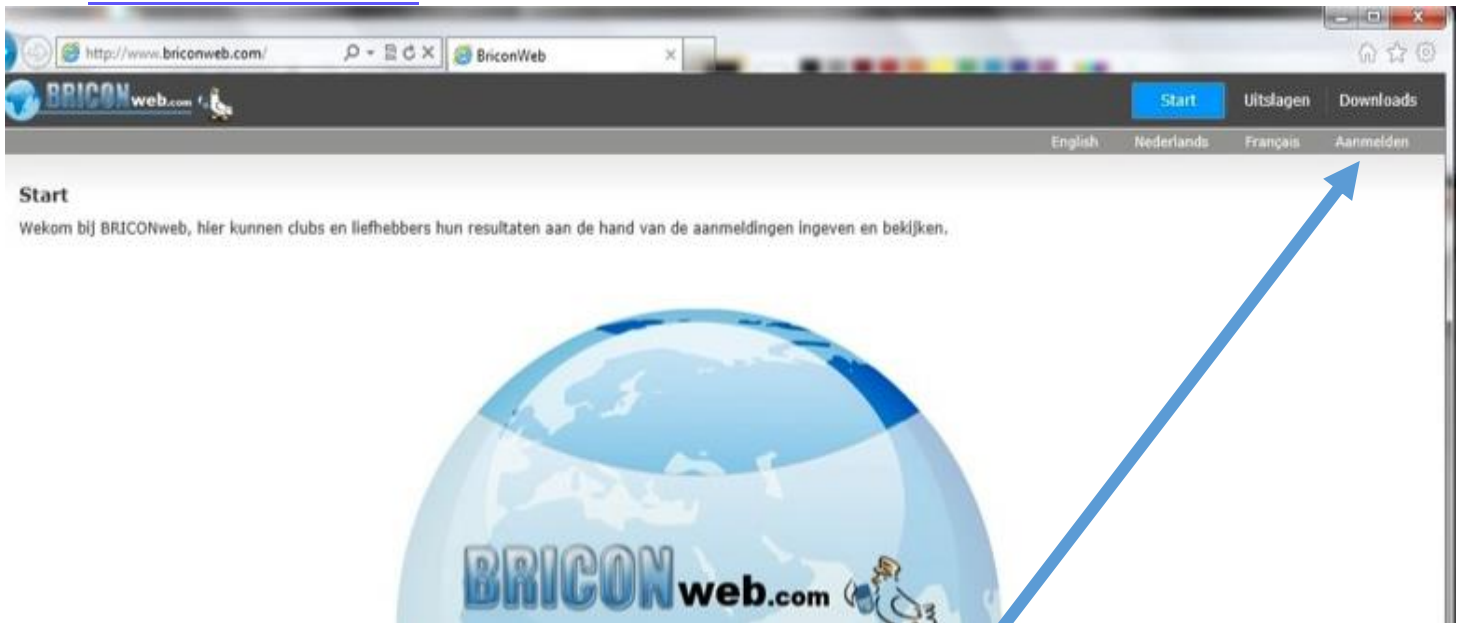 http://www.briconweb.com/
BriconWeb
BRICONweb.com
Start Uitslagen Downloads
English Nederlands Français Aanmelden
Start
Wekom bij BRICONweb, hier kunnen clubs en liefhebbers hun resultaten aan de hand van de aanmeldingen ingeven en bekijken.
BRICONweb.com